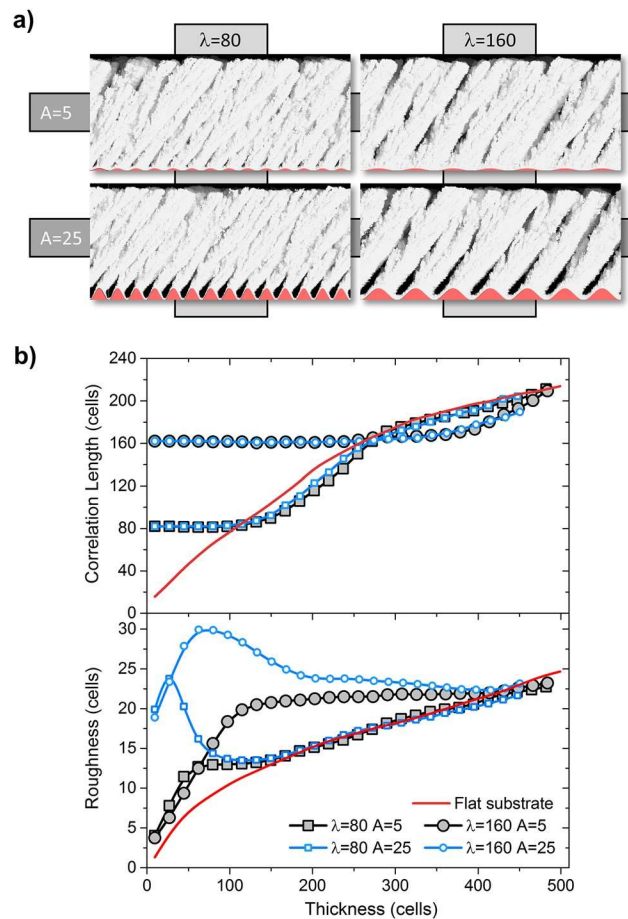 a)
λ=80
λ=160
A=5
A=25
b)
240
200
160
120
80
40
0
Correlation Length (cells)
30
25
20
15
10
5
0
Roughness (cells)
Flat substrate
λ=80 A=5
λ=160 A=5
λ=80 A=25
λ=160 A=25
0
100
200
300
400
500
Thickness (cells)